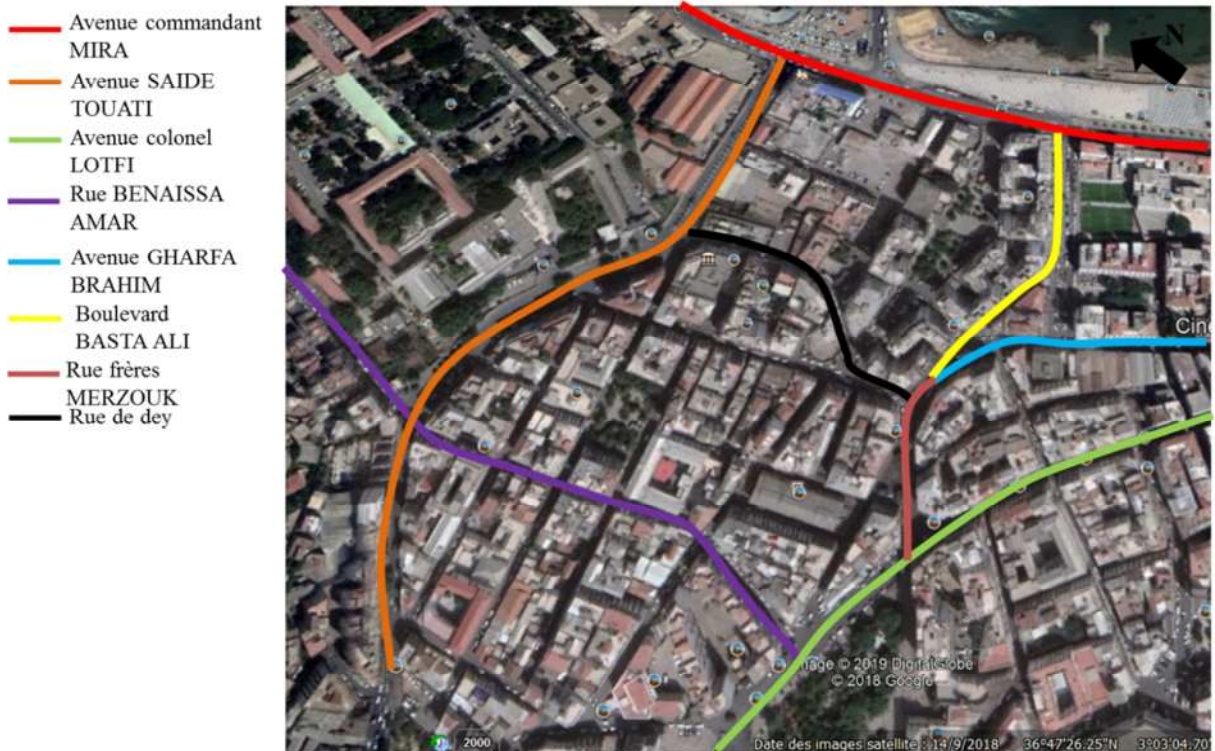 Avenue commandant
MIRA
Avenue SAIDE
TOUATI
Avenue colonel
LOTFI
Rue BENAISSA
AMAR
Avenue GHARFA
BRAHIM
Boulevard
BASTA ALI
Rue frères
MERZOUK
Rue de dey
N
Cin
mage © 2019 DigitalGlobe
© 2018 Google
2000
Date des images satellite : 14/9/2018 36°47'26.25"N 3°03'04.70